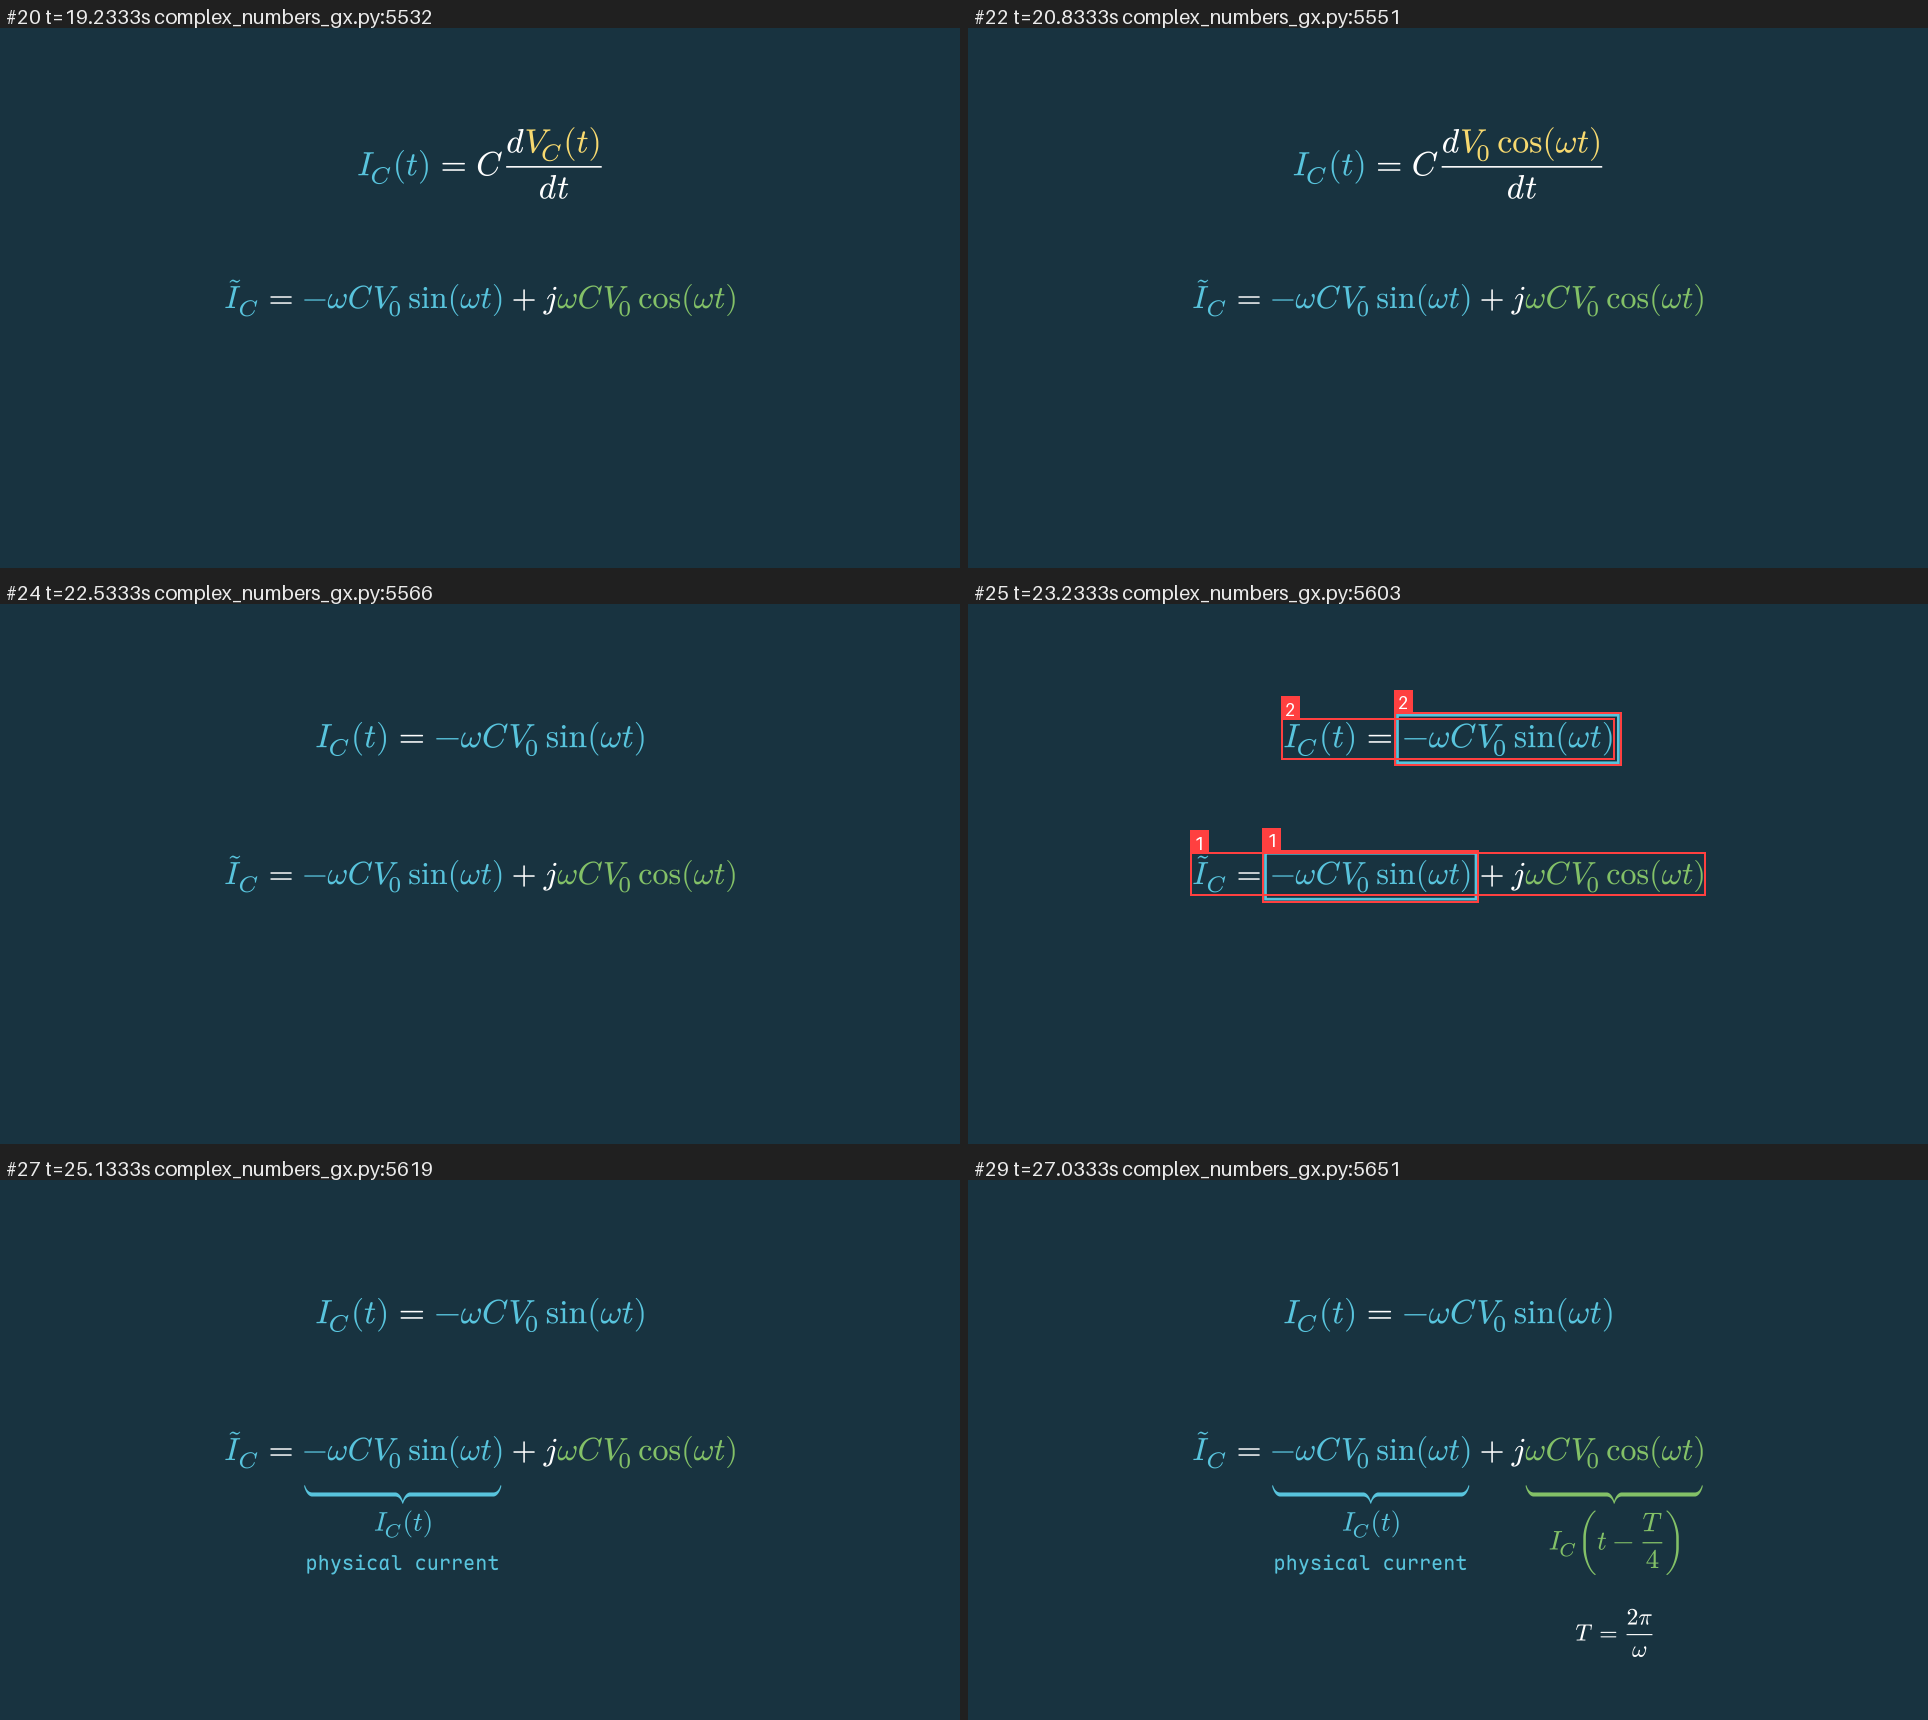 #20 t=19.2333s complex_numbers_gx.py:5532
I_C(t) = C dV_C(t)/dt
Ĩ_C = −ωCV_0 sin(ωt) + jωCV_0 cos(ωt)
#22 t=20.8333s complex_numbers_gx.py:5551
I_C(t) = C dV_0 cos(ωt)/dt
Ĩ_C = −ωCV_0 sin(ωt) + jωCV_0 cos(ωt)
#24 t=22.5333s complex_numbers_gx.py:5566
I_C(t) = −ωCV_0 sin(ωt)
Ĩ_C = −ωCV_0 sin(ωt) + jωCV_0 cos(ωt)
#25 t=23.2333s complex_numbers_gx.py:5603
2 2
I_C(t) = −ωCV_0 sin(ωt)
1 1
Ĩ_C = −ωCV_0 sin(ωt) + jωCV_0 cos(ωt)
#27 t=25.1333s complex_numbers_gx.py:5619
I_C(t) = −ωCV_0 sin(ωt)
Ĩ_C = −ωCV_0 sin(ωt) + jωCV_0 cos(ωt)
I_C(t)
physical current
#29 t=27.0333s complex_numbers_gx.py:5651
I_C(t) = −ωCV_0 sin(ωt)
Ĩ_C = −ωCV_0 sin(ωt) + jωCV_0 cos(ωt)
I_C(t) I_C(t − T/4)
physical current
T = 2π/ω